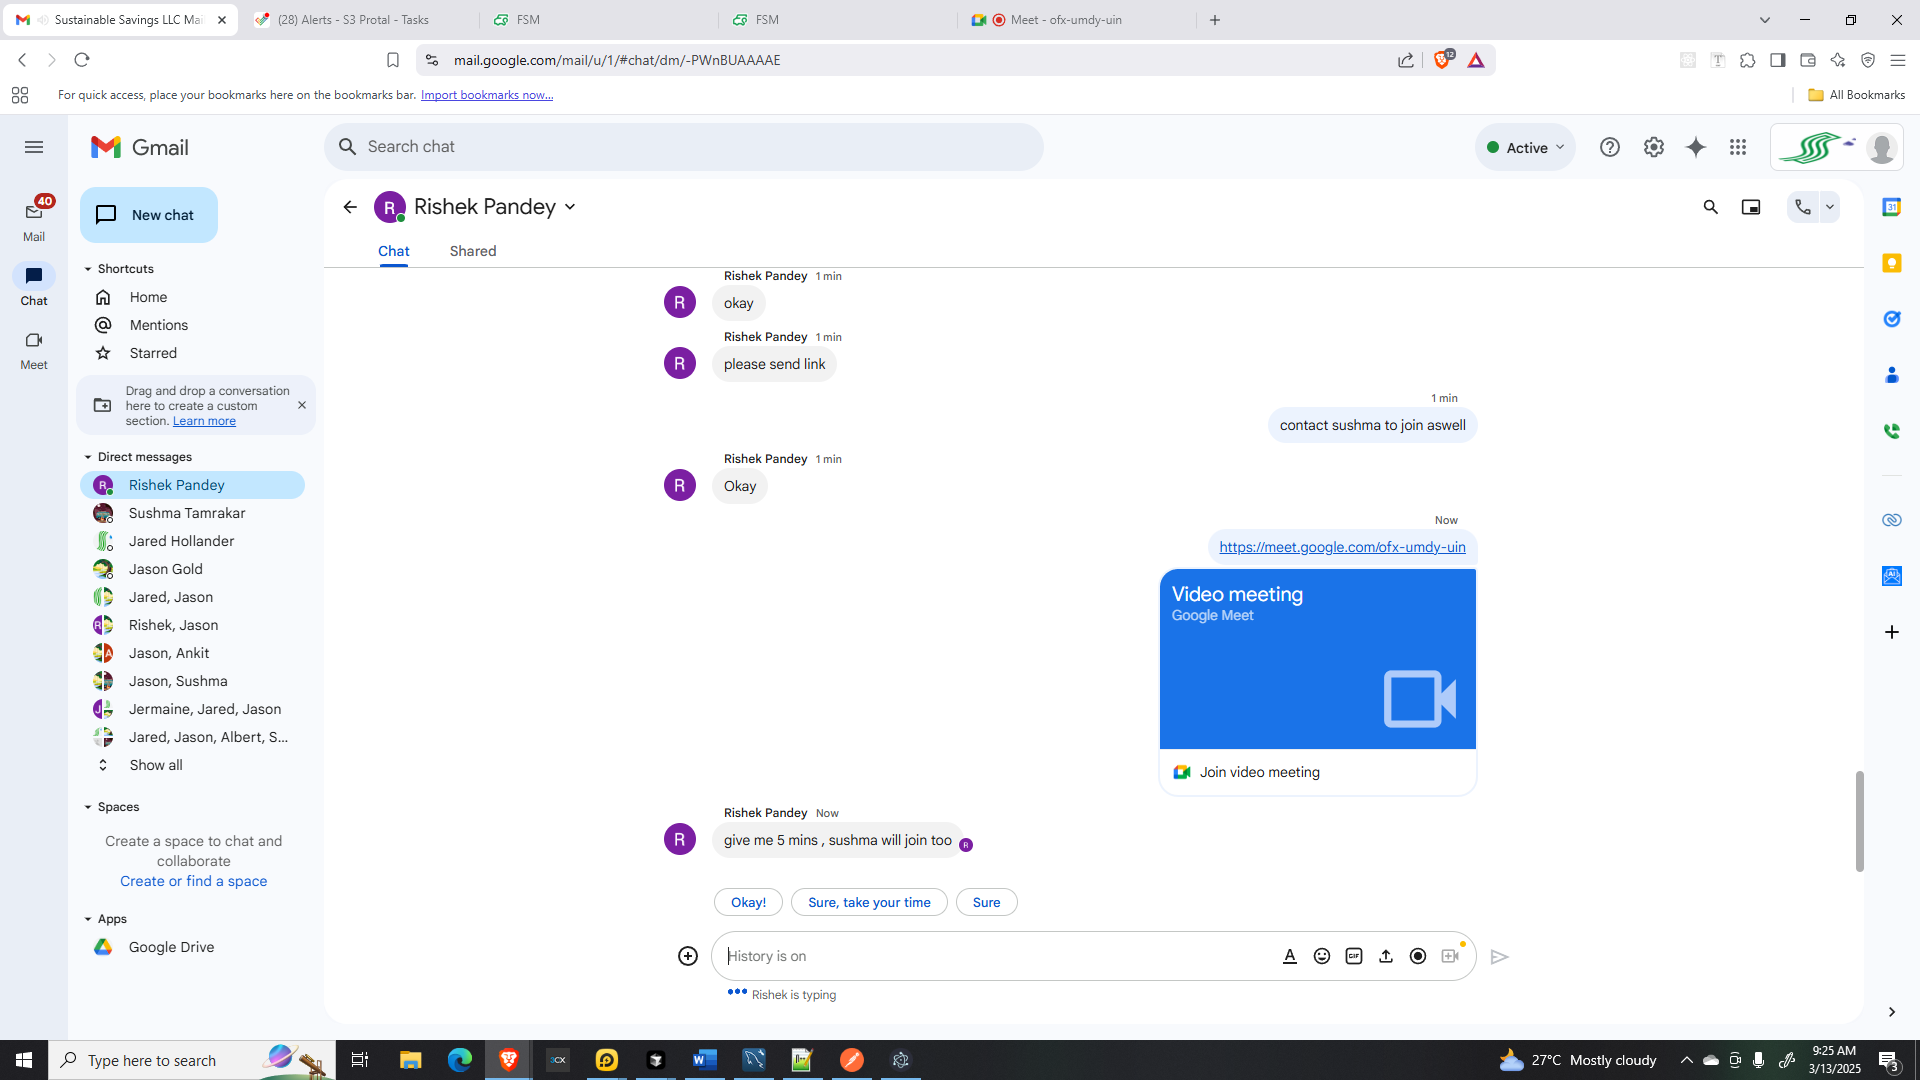 Sustainable Savings LLC Mai
(28) Alerts - S3 Protal - Tasks
FSM
FSM
Meet - ofx-umdy-uin
mail.google.com/mail/u/1/#chat/dm/-PWnBUAAAAE
12
For quick access, place your bookmarks here on the bookmarks bar. Import bookmarks now...
All Bookmarks
Gmail
Search chat
Active
40
Mail
Chat
Meet
New chat
Shortcuts
Home
Mentions
Starred
Drag and drop a conversation
here to create a custom
section. Learn more
Direct messages
R Rishek Pandey
Sushma Tamrakar
Jared Hollander
Jason Gold
Jared, Jason
Rishek, Jason
Jason, Ankit
Jason, Sushma
Jermaine, Jared, Jason
Jared, Jason, Albert, S...
Show all
Spaces
Create a space to chat and
collaborate
Create or find a space
Apps
Google Drive
R Rishek Pandey
Chat
Shared
Rishek Pandey 1 min
R okay
Rishek Pandey 1 min
R please send link
1 min
contact sushma to join aswell
Rishek Pandey 1 min
R Okay
Now
https://meet.google.com/ofx-umdy-uin
Video meeting
Google Meet
Join video meeting
Rishek Pandey Now
R give me 5 mins , sushma will join too R
Okay!
Sure, take your time
Sure
History is on
GIF
Rishek is typing
31
Type here to search
27°C Mostly cloudy
9:25 AM
3/13/2025
3